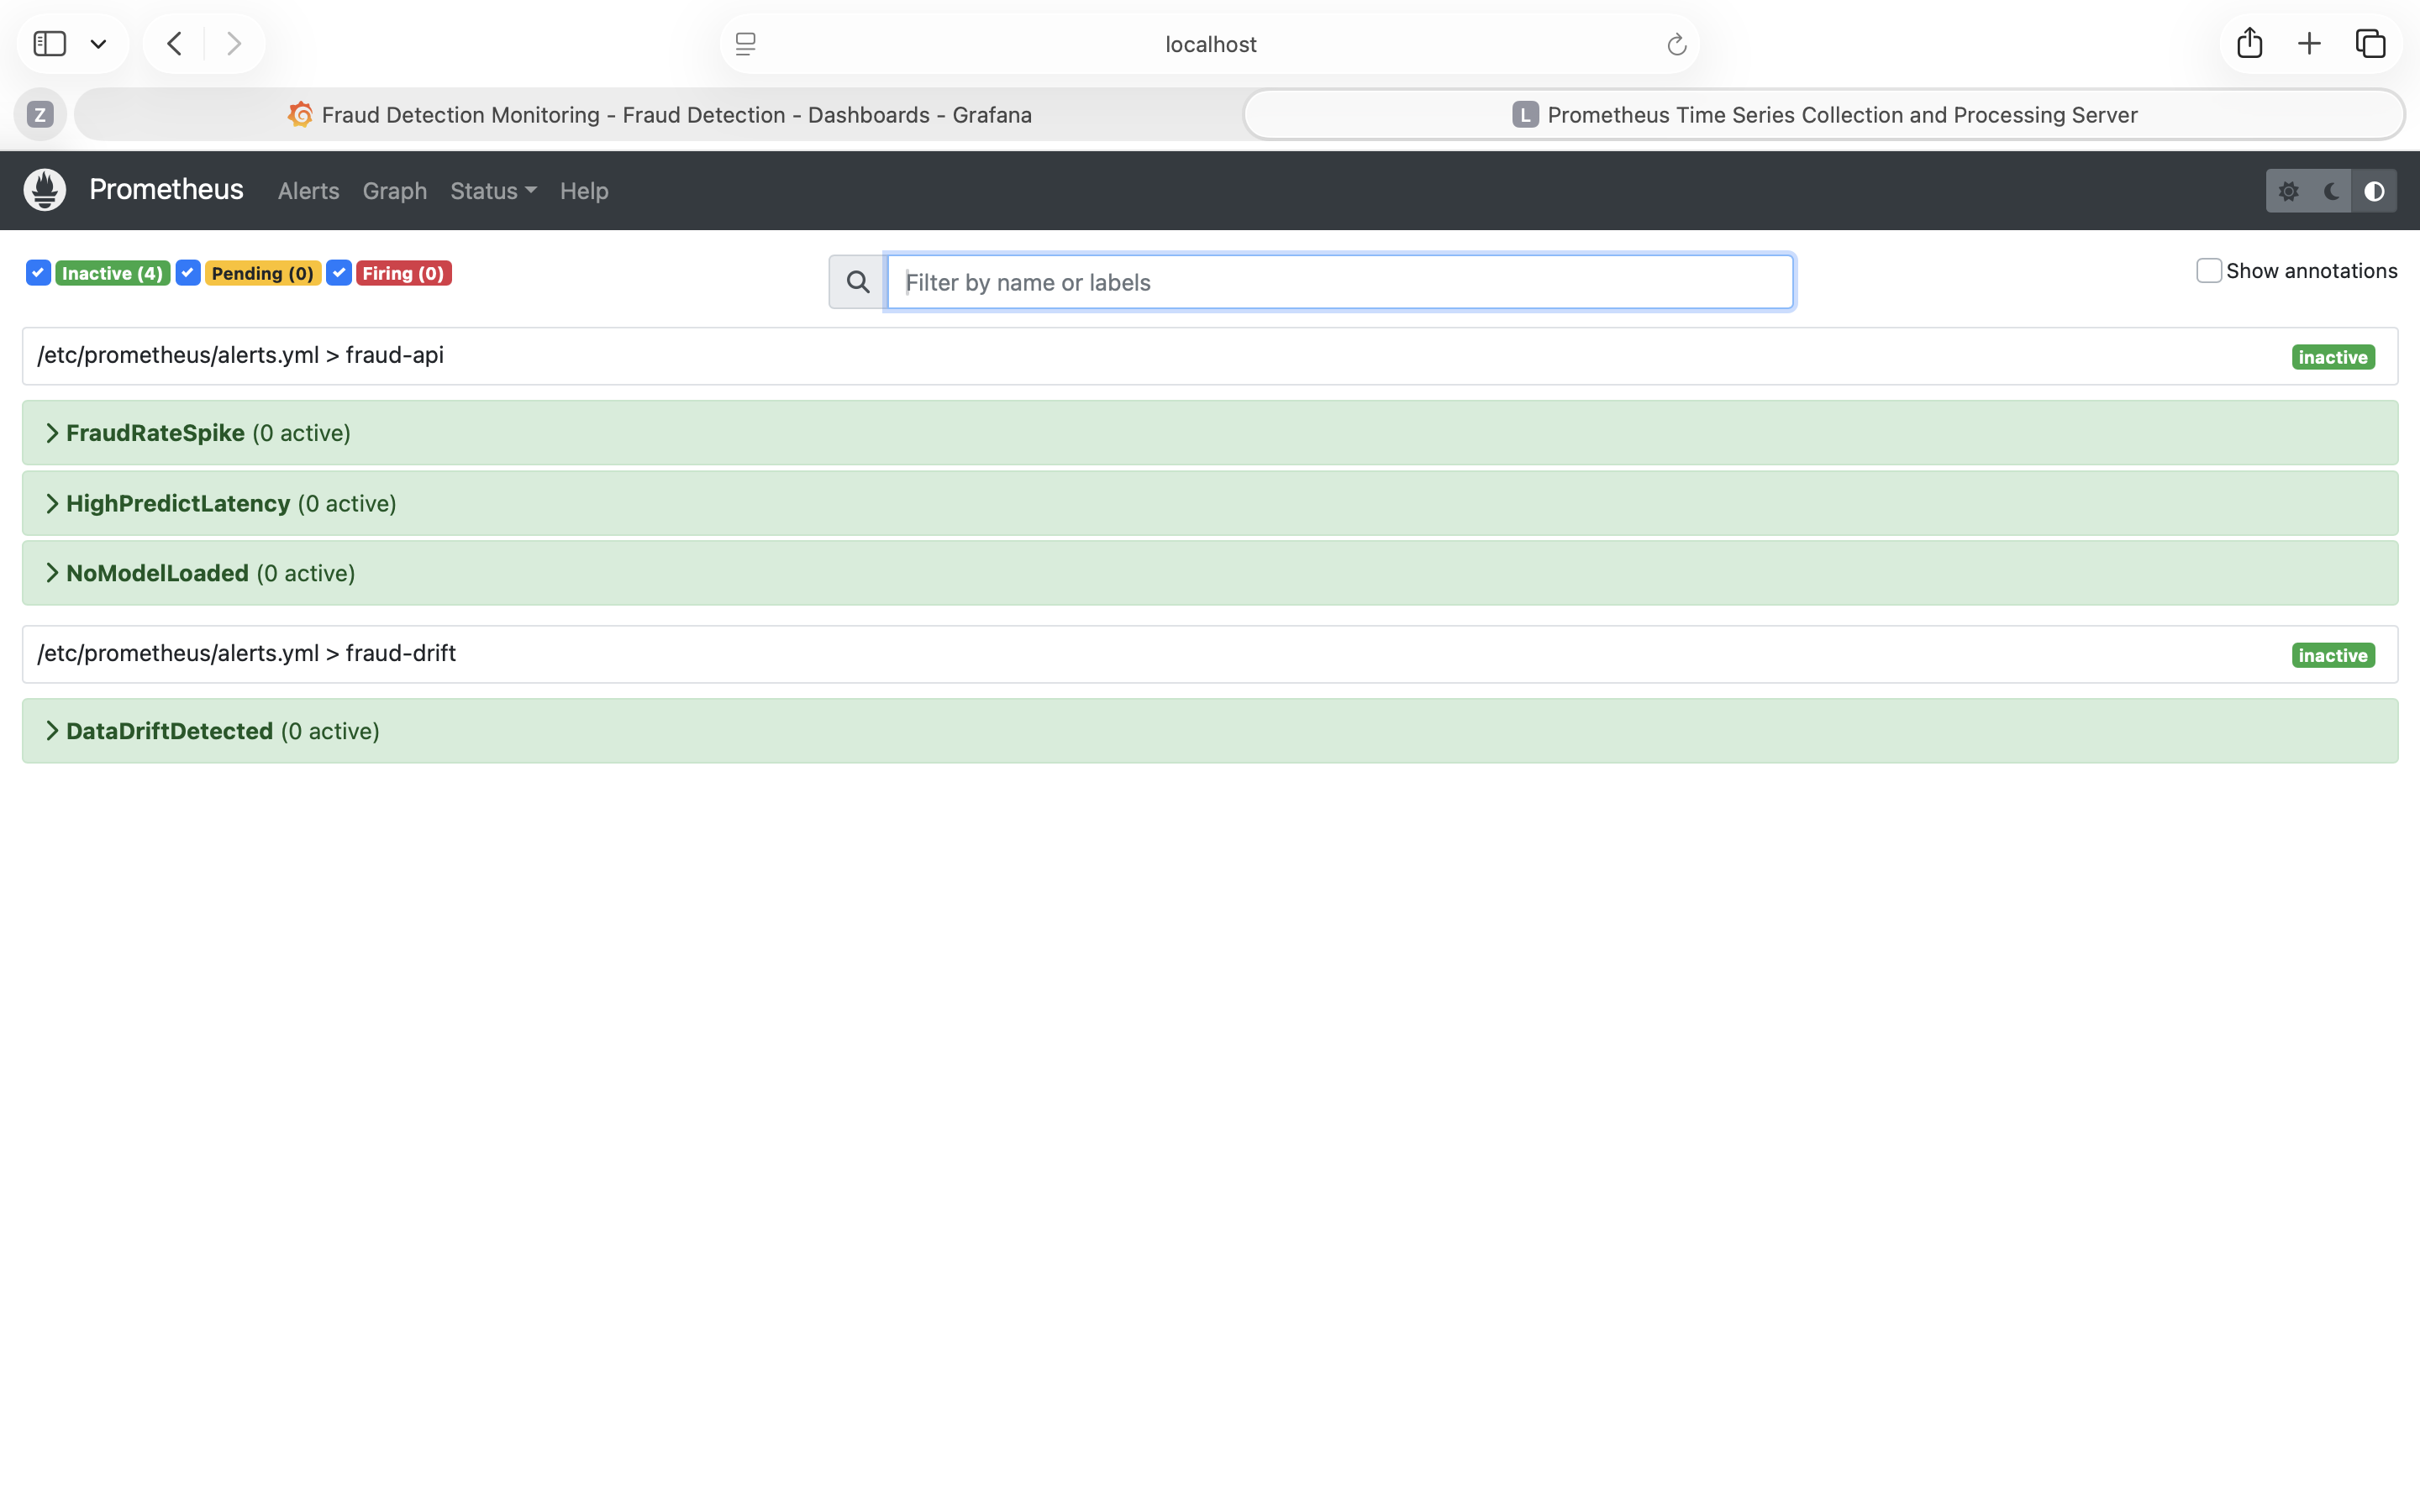 localhost
Z
Fraud Detection Monitoring - Fraud Detection - Dashboards - Grafana
L Prometheus Time Series Collection and Processing Server
Prometheus Alerts Graph Status Help
Inactive (4) Pending (0) Firing (0)
Filter by name or labels
Show annotations
/etc/prometheus/alerts.yml > fraud-api
inactive
FraudRateSpike (0 active)
HighPredictLatency (0 active)
NoModelLoaded (0 active)
/etc/prometheus/alerts.yml > fraud-drift
inactive
DataDriftDetected (0 active)